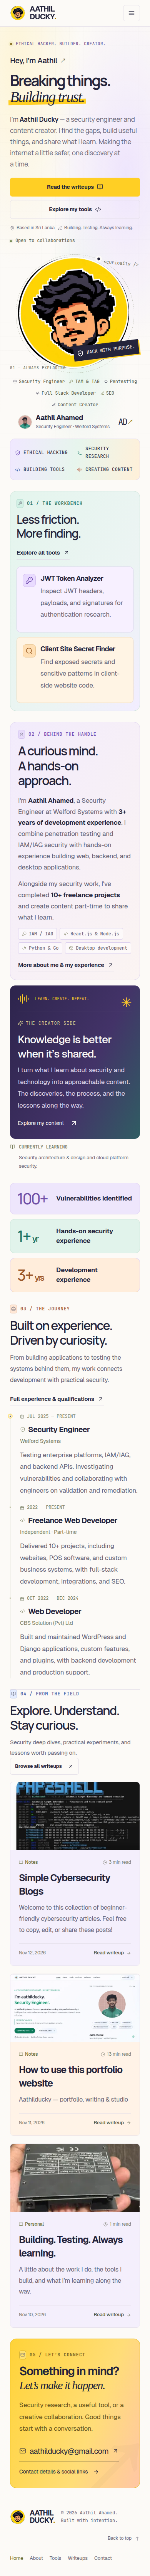 AATHIL
DUCKY.
ETHICAL HACKER. BUILDER. CREATOR.
Hey, I'm Aathil
Breaking things.
Building trust.
I'm Aathil Ducky — a security engineer
and content creator. I find the gaps, build useful
things, and share what I learn. Making the
internet a little safer, one discovery at
a time.
Read the writeups
Explore my tools
Based in Sri Lanka
Building. Testing. Always learning.
Open to collaborations
curiosity />
HACK WITH PURPOSE.
01 — ALWAYS EXPLORING
Security Engineer
IAM & IAG
Pentesting
Full-Stack Developer
SEO
Content Creator
Aathil Ahamed
Security Engineer · Welford Systems
AD
ETHICAL HACKING
SECURITY
RESEARCH
BUILDING TOOLS
CREATING CONTENT
01 / THE WORKBENCH
Less friction.
More finding.
Explore all tools
JWT Token Analyzer
Inspect JWT headers,
payloads, and signatures for
authentication research.
Client Site Secret Finder
Find exposed secrets and
sensitive patterns in client-
side website code.
02 / BEHIND THE HANDLE
A curious mind.
A hands-on
approach.
I'm Aathil Ahamed, a Security
Engineer at Welford Systems with 3+
years of development experience. I
combine penetration testing and
IAM/IAG security work with hands-on
experience building web, backend, and
desktop applications.
Alongside my security work, I've
completed 10+ freelance projects
and create content part-time to share
what I learn.
IAM / IAG
React.js & Node.js
Python & Go
Desktop development
More about me & my experience
LEARN. CREATE. REPEAT.
THE CREATOR SIDE
Knowledge is better
when it's shared.
I turn what I learn about security and
technology into approachable content.
The discoveries, the process, and the
lessons along the way.
Explore my content
CURRENTLY LEARNING
Security architecture & design and cloud platform
security.
100+
Vulnerabilities identified
1+ yr
Hands-on security
experience
3+ yrs
Development
experience
03 / THE JOURNEY
Built on experience.
Driven by curiosity.
From building applications to testing the
systems behind them, my work connects
development with practical security.
Full experience & qualifications
JUL 2025 — PRESENT
Security Engineer
Welford Systems
Testing enterprise platforms, IAM/IAG,
and backend APIs. Investigating
vulnerabilities and collaborating with
engineers on validation and remediation.
2022 — PRESENT
Freelance Web Developer
Independent · Part-time
Delivered 10+ projects, including
websites, POS software, and custom
business systems, with full-stack
development, integrations, and SEO.
OCT 2022 — DEC 2024
Web Developer
CBS Solution (Pvt) Ltd
Built and maintained WordPress and
Django applications, custom features,
and plugins, with backend development
and production support.
04 / FROM THE FIELD
Explore. Understand.
Stay curious.
Security deep dives, practical experiments, and
lessons worth passing on.
Browse all writeups
Notes
3 min read
Simple Cybersecurity
Blogs
Welcome to the collection of beginner-
friendly cybersecurity articles. Feel free
to copy, edit, or share these posts!
Nov 12, 2025
Read writeup
Notes
13 min read
How to use this portfolio
website
Aathilducky — portfolio, writing & studio
Nov 11, 2025
Read writeup
Personal
1 min read
Building. Testing. Always
learning.
A little about the work I do, the tools I
build, and what I'm learning along the
way.
Nov 10, 2025
Read writeup
05 / LET'S CONNECT
Something in mind?
Let's make it happen.
Security research, a useful tool, or a
creative collaboration. Good things
start with a conversation.
aathilducky@gmail.com
Contact details & social links
AATHIL
DUCKY.
© 2026 Aathil Ahamed.
Built with intention.
Back to top
Home
About
Tools
Writeups
Contact